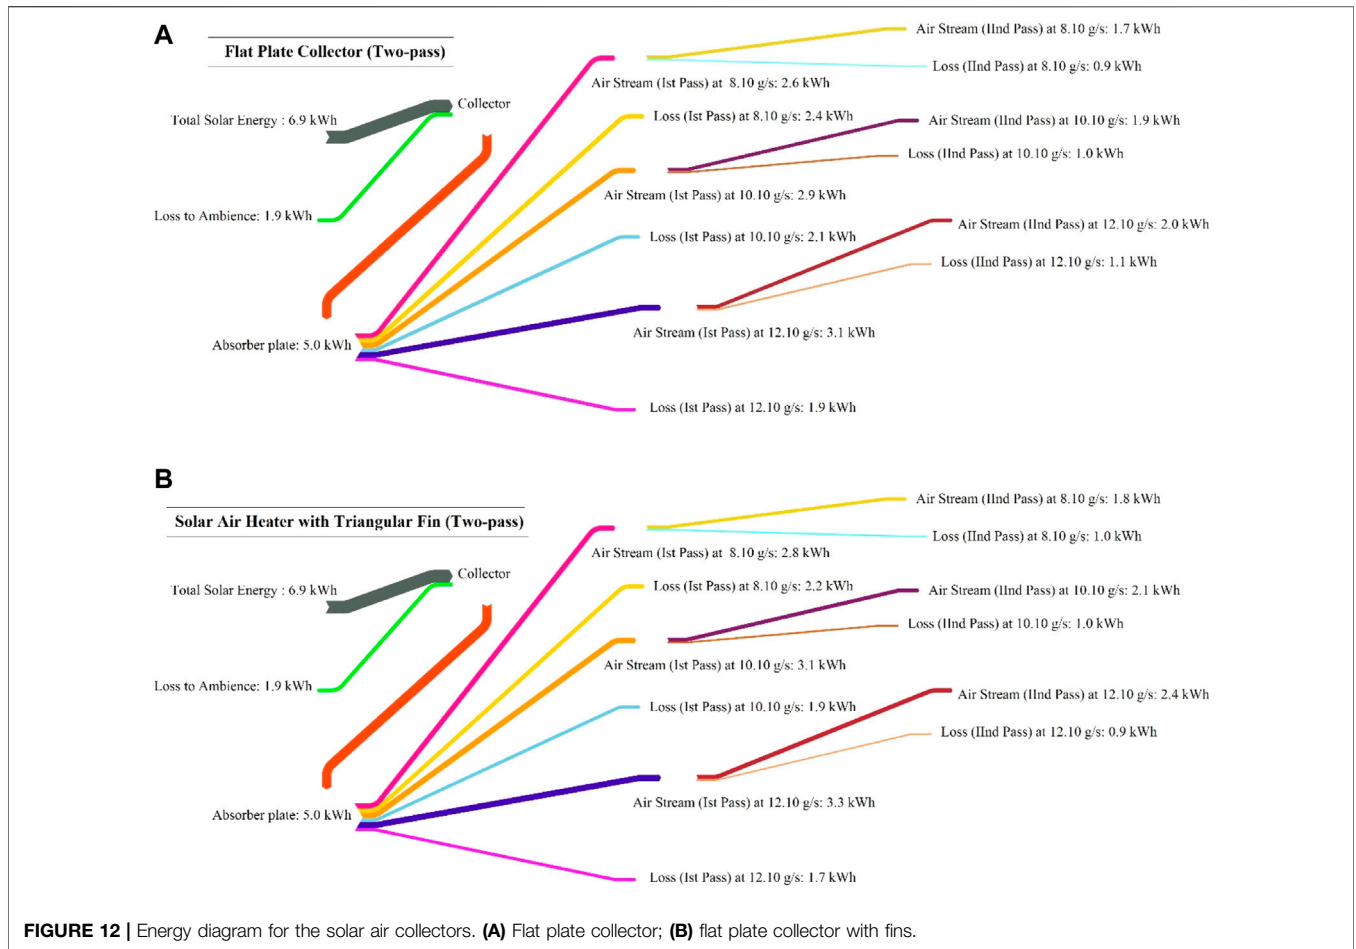 A
Flat Plate Collector (Two-pass)
Total Solar Energy : 6.9 kWh
Collector
Loss to Ambience: 1.9 kWh
Absorber plate: 5.0 kWh
Air Stream (Ist Pass) at 8.10 g/s: 2.6 kWh
Loss (Ist Pass) at 8.10 g/s: 2.4 kWh
Air Stream (Ist Pass) at 10.10 g/s: 2.9 kWh
Loss (Ist Pass) at 10.10 g/s: 2.1 kWh
Air Stream (Ist Pass) at 12.10 g/s: 3.1 kWh
Loss (Ist Pass) at 12.10 g/s: 1.9 kWh
Air Stream (IInd Pass) at 8.10 g/s: 1.7 kWh
Loss (IInd Pass) at 8.10 g/s: 0.9 kWh
Air Stream (IInd Pass) at 10.10 g/s: 1.9 kWh
Loss (IInd Pass) at 10.10 g/s: 1.0 kWh
Air Stream (IInd Pass) at 12.10 g/s: 2.0 kWh
Loss (IInd Pass) at 12.10 g/s: 1.1 kWh
B
Solar Air Heater with Triangular Fin (Two-pass)
Total Solar Energy : 6.9 kWh
Collector
Loss to Ambience: 1.9 kWh
Absorber plate: 5.0 kWh
Air Stream (Ist Pass) at 8.10 g/s: 2.8 kWh
Loss (Ist Pass) at 8.10 g/s: 2.2 kWh
Air Stream (Ist Pass) at 10.10 g/s: 3.1 kWh
Loss (Ist Pass) at 10.10 g/s: 1.9 kWh
Air Stream (Ist Pass) at 12.10 g/s: 3.3 kWh
Loss (Ist Pass) at 12.10 g/s: 1.7 kWh
Air Stream (IInd Pass) at 8.10 g/s: 1.8 kWh
Loss (IInd Pass) at 8.10 g/s: 1.0 kWh
Air Stream (IInd Pass) at 10.10 g/s: 2.1 kWh
Loss (IInd Pass) at 10.10 g/s: 1.0 kWh
Air Stream (IInd Pass) at 12.10 g/s: 2.4 kWh
Loss (IInd Pass) at 12.10 g/s: 0.9 kWh
FIGURE 12 | Energy diagram for the solar air collectors. (A) Flat plate collector; (B) flat plate collector with fins.